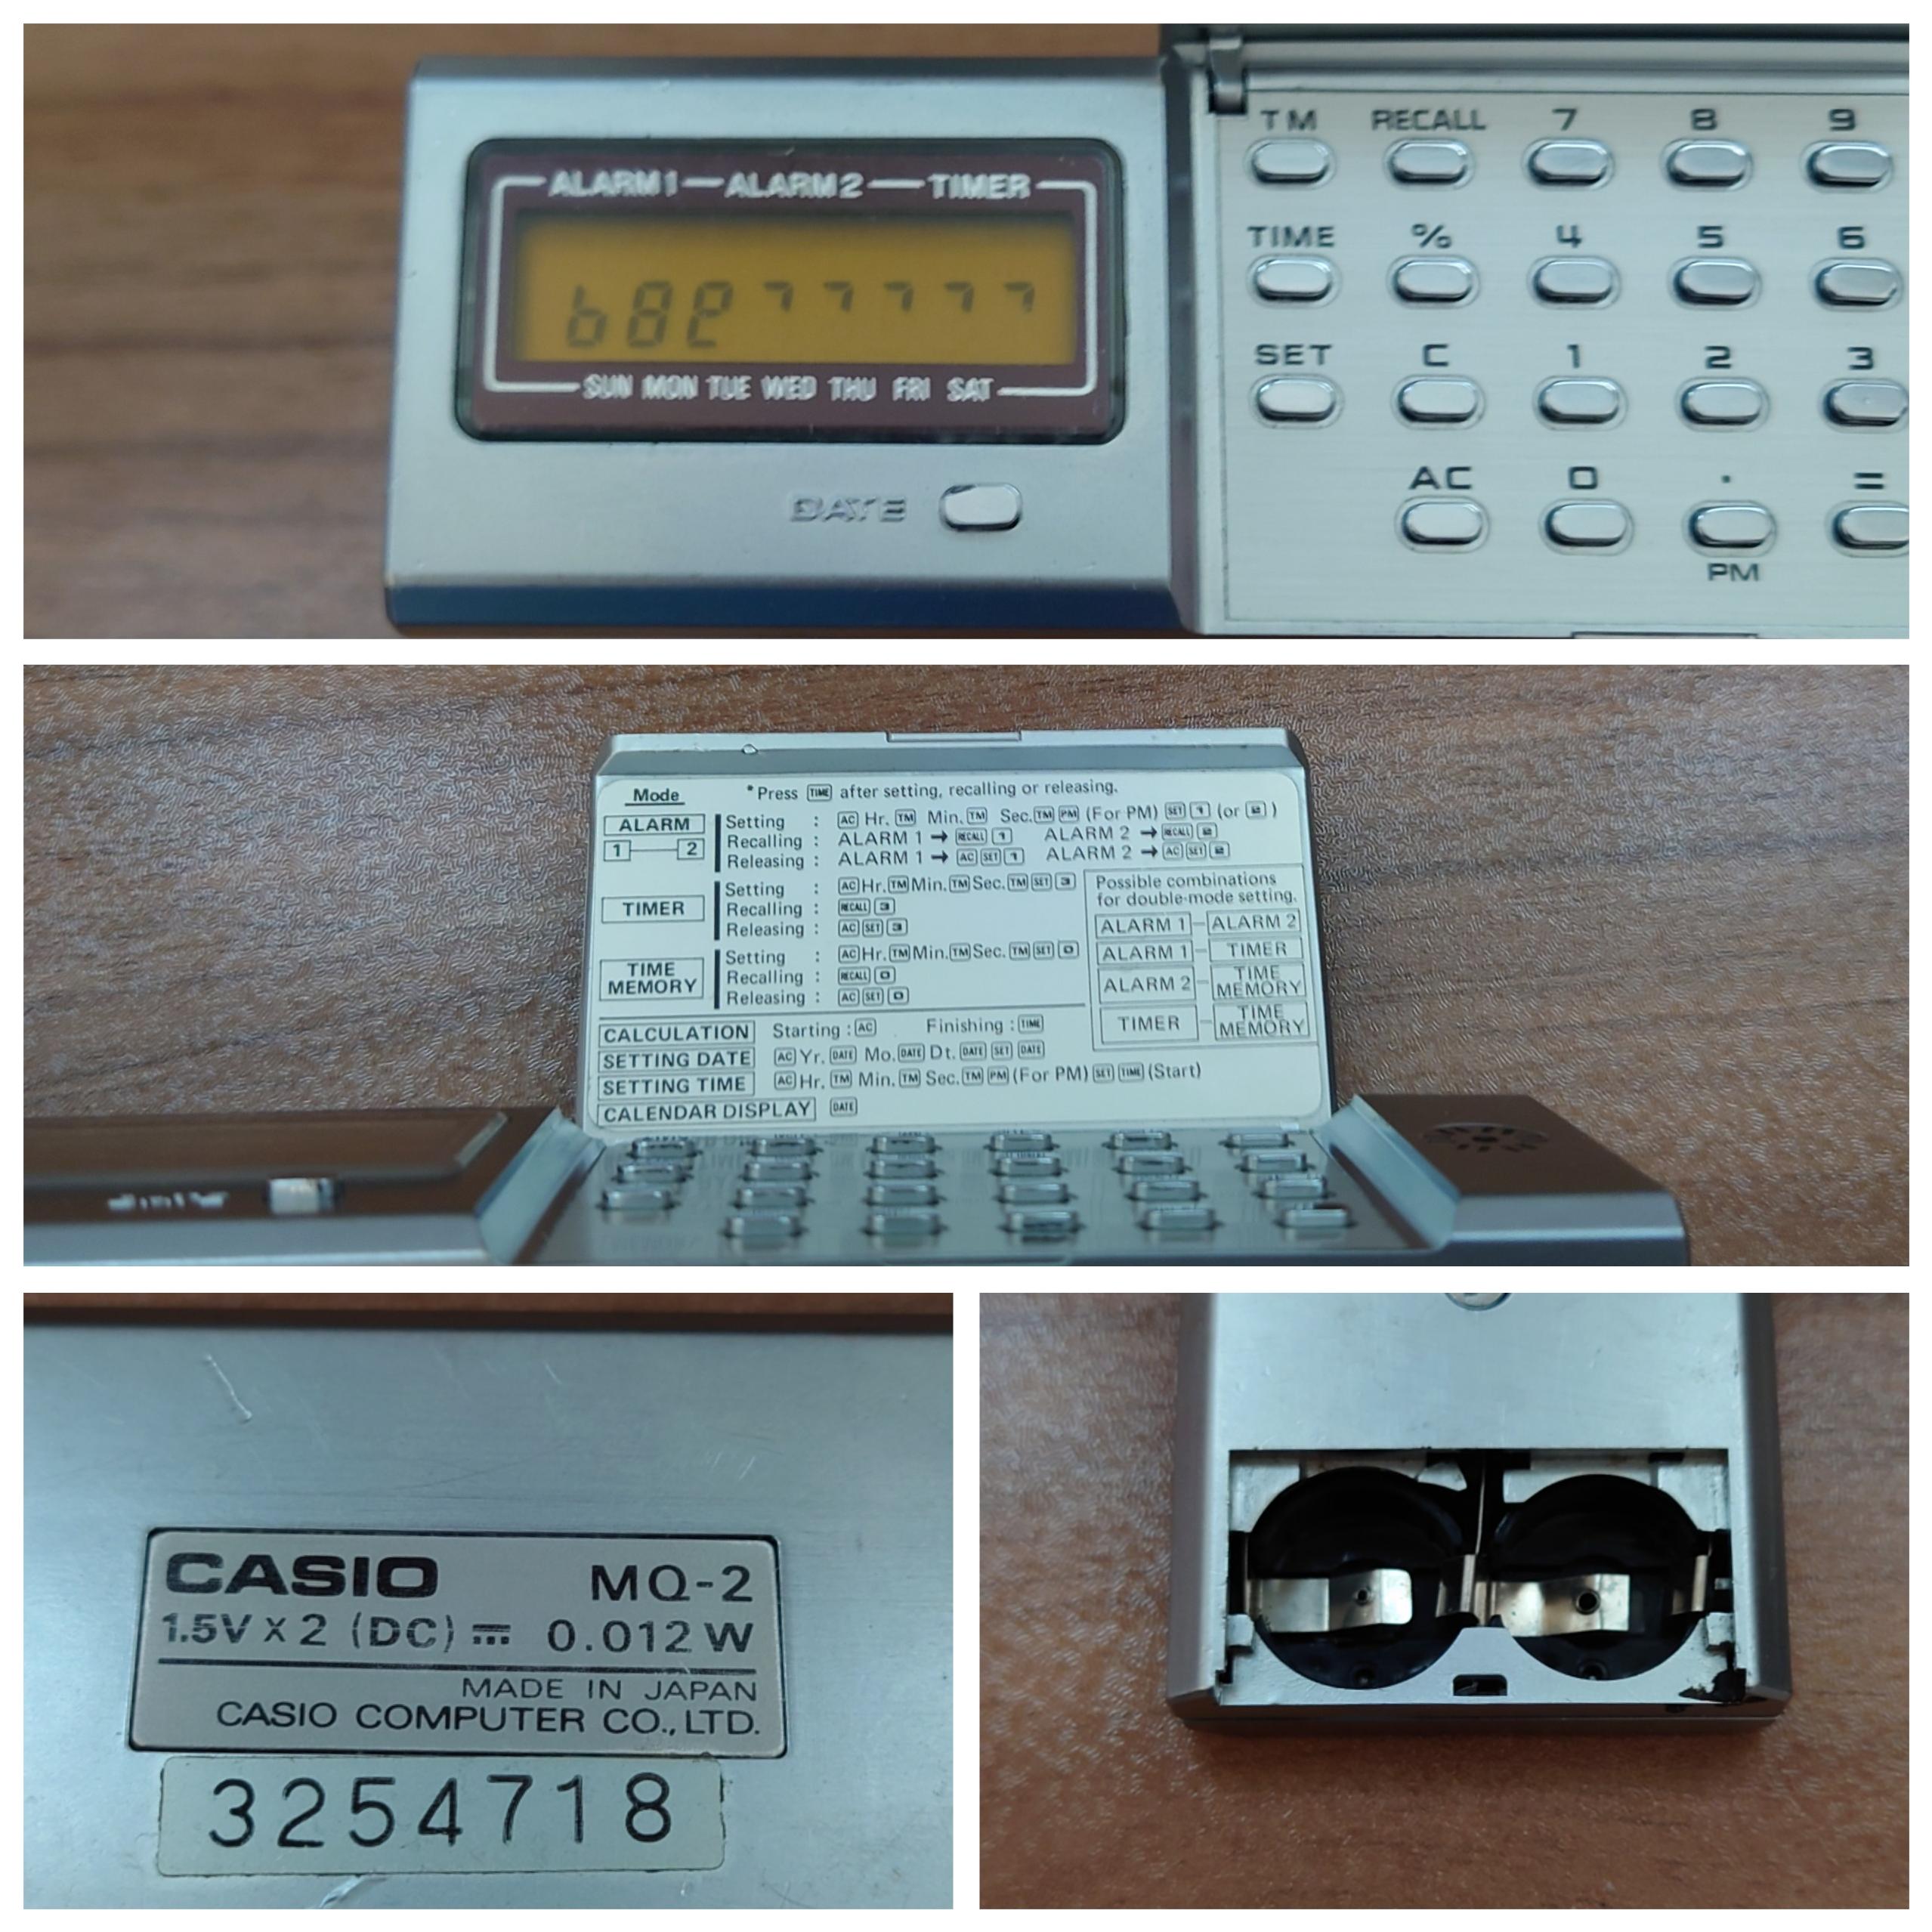 ALARM 1 ALARM 2 TIMER
SUN MON TUE WED THU FRI SAT
DATE
TM RECALL 7 8 9
TIME % 4 5 6
SET C 1 2 3
AC 0 . =
PM
Mode *Press TIME after setting, recalling or releasing.
ALARM
1 2
Setting : AC Hr. TM Min. TM Sec. TM PM (For PM) SET 1 (or 2)
Recalling : ALARM 1 → RECALL 1 ALARM 2 → RECALL 2
Releasing : ALARM 1 → AC SET 1 ALARM 2 → AC SET 2
TIMER
Setting : AC Hr. TM Min. TM Sec. TM SET 3
Recalling : RECALL 3
Releasing : AC SET 3
TIME
MEMORY
Setting : AC Hr. TM Min. TM Sec. TM SET 0
Recalling : RECALL 0
Releasing : AC SET 0
Possible combinations
for double-mode setting.
ALARM 1 - ALARM 2
ALARM 1 - TIMER
ALARM 2 - TIME MEMORY
TIMER - TIME MEMORY
CALCULATION Starting : AC Finishing : TIME
SETTING DATE AC Yr. DATE Mo. DATE Dt. DATE SET DATE
SETTING TIME AC Hr. TM Min. TM Sec. TM PM (For PM) SET TIME (Start)
CALENDAR DISPLAY DATE
CASIO MQ-2
1.5V X 2 (DC) ⎓ 0.012 W
MADE IN JAPAN
CASIO COMPUTER CO., LTD.
3254718